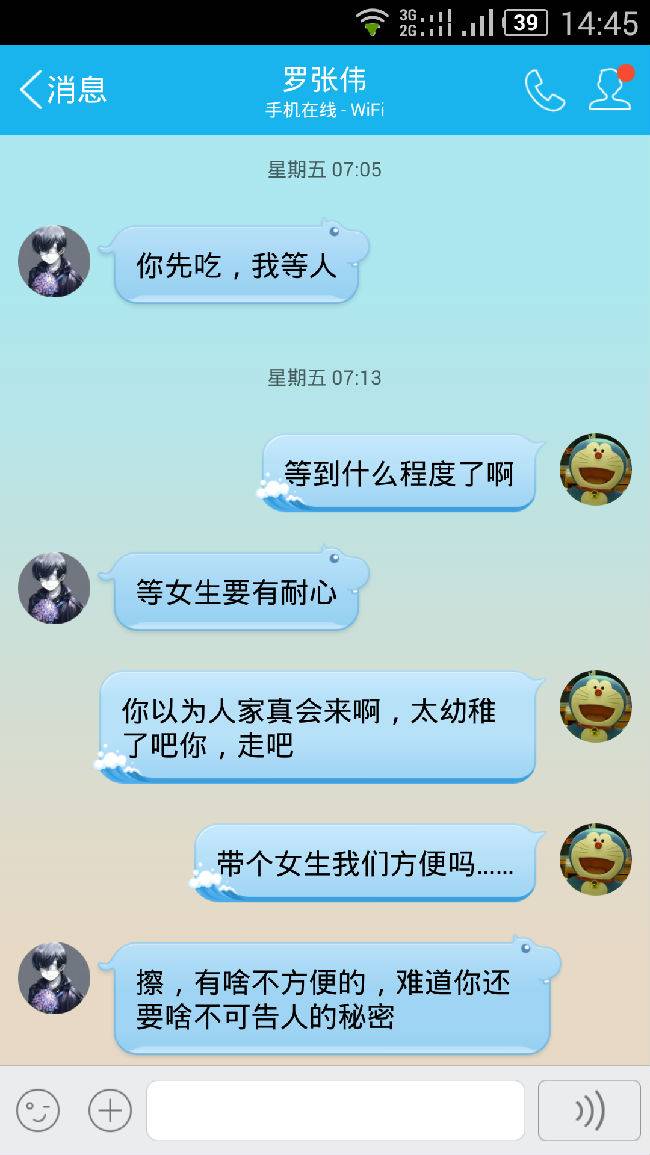 3G
2G
39
14:45
消息
罗张伟
手机在线 - WiFi
星期五 07:05
你先吃，我等人
星期五 07:13
等到什么程度了啊
等女生要有耐心
你以为人家真会来啊，太幼稚
了吧你，走吧
带个女生我们方便吗......
擦，有啥不方便的，难道你还
要啥不可告人的秘密